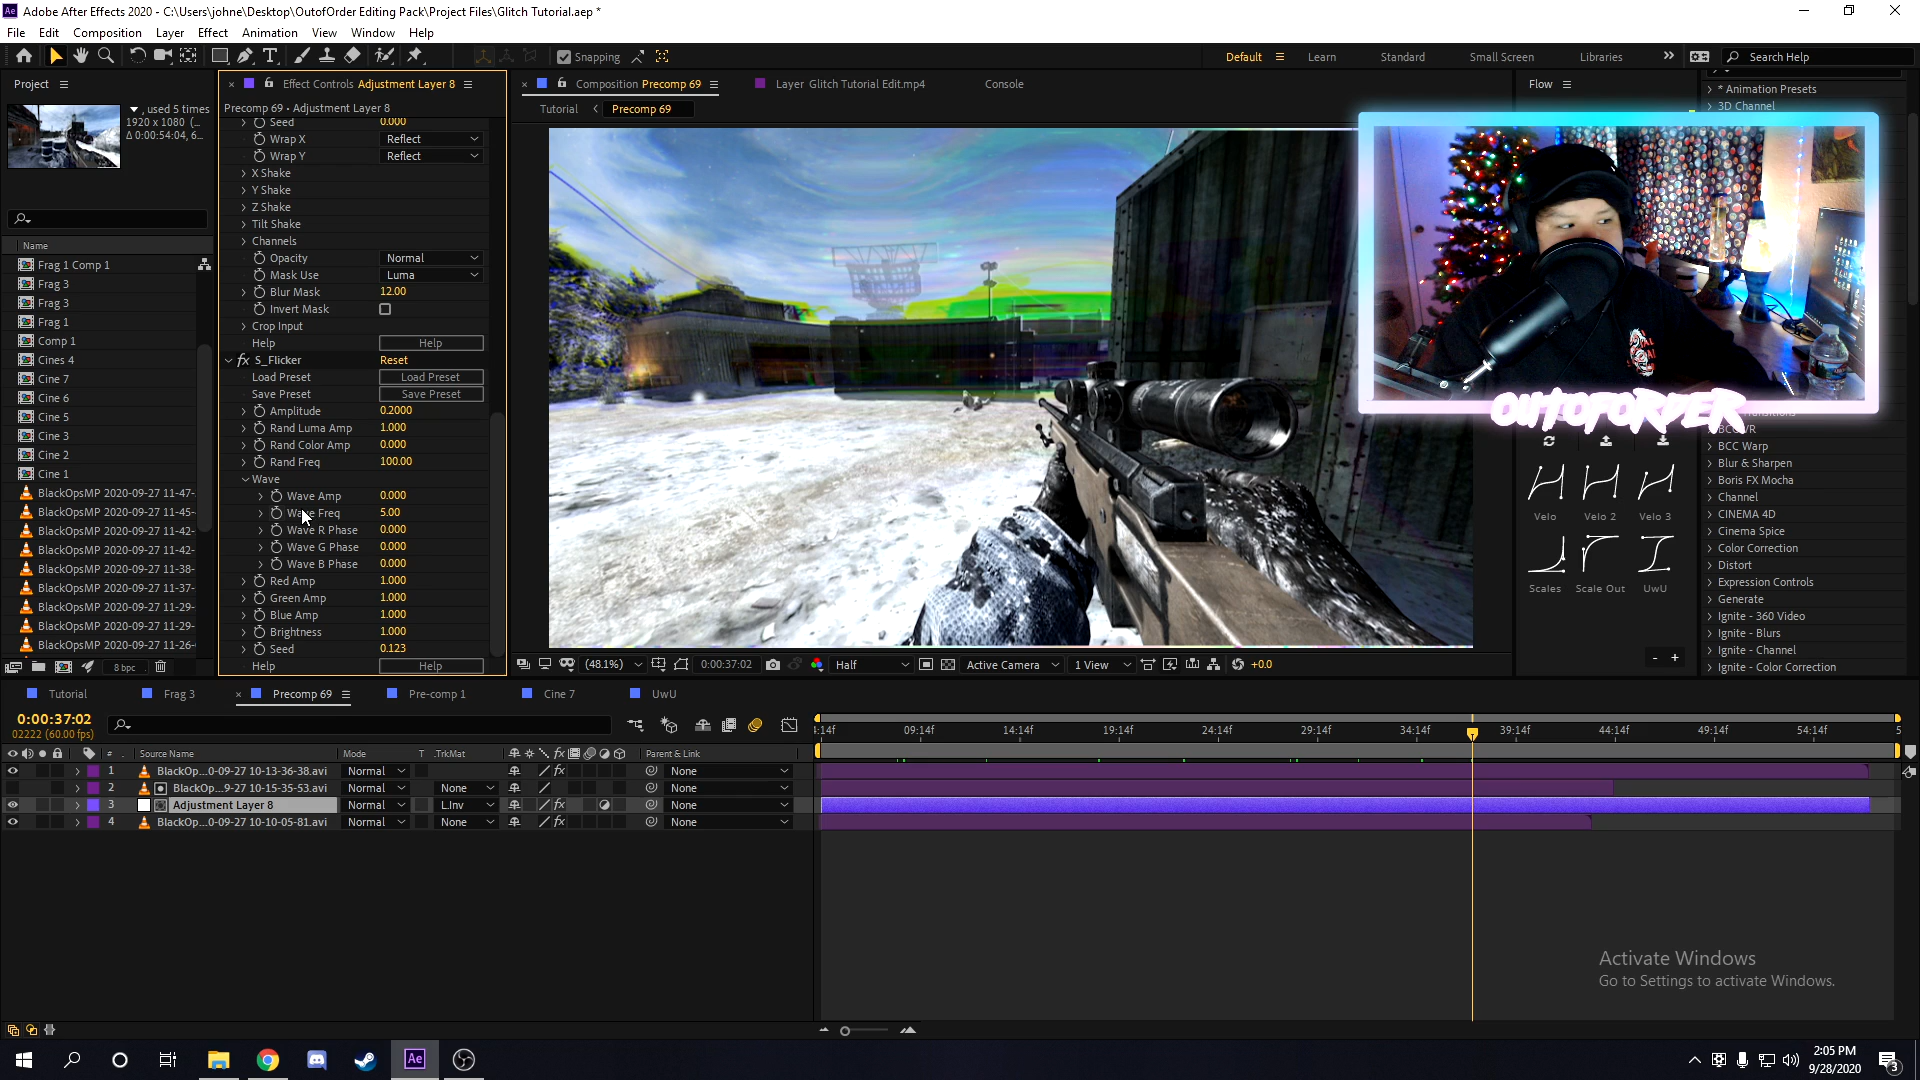 Adobe After Effects 2020 - C:\Users\johne\Desktop\OutofOrder Editing Pack\Project Files\Glitch Tutorial.aep *
File Edit Composition Layer Effect Animation View Window Help
Snapping
Default Learn Standard Small Screen Libraries Search Help
Project
Effect Controls Adjustment Layer 8
Composition Precomp 69
Layer Glitch Tutorial Edit.mp4
Console
Flow
Precomp 69 • Adjustment Layer 8
Tutorial Precomp 69
, used 5 times
1920 x 1080 (...
Δ 0:00:54:04, 6...
Name
Frag 1 Comp 1
Frag 3
Frag 3
Frag 1
Comp 1
Cines 4
Cine 7
Cine 6
Cine 5
Cine 3
Cine 2
Cine 1
BlackOpsMP 2020-09-27 11-47-
BlackOpsMP 2020-09-27 11-45-
BlackOpsMP 2020-09-27 11-42-
BlackOpsMP 2020-09-27 11-42-
BlackOpsMP 2020-09-27 11-38-
BlackOpsMP 2020-09-27 11-37-
BlackOpsMP 2020-09-27 11-29-
BlackOpsMP 2020-09-27 11-29-
BlackOpsMP 2020-09-27 11-26-
8 bpc
Seed 0.000
Wrap X Reflect
Wrap Y Reflect
X Shake
Y Shake
Z Shake
Tilt Shake
Channels
Opacity Normal
Mask Use Luma
Blur Mask 12.00
Invert Mask
Crop Input
Help Help
fx S_Flicker Reset
Load Preset Load Preset
Save Preset Save Preset
Amplitude 0.2000
Rand Luma Amp 1.000
Rand Color Amp 0.000
Rand Freq 100.00
Wave
Wave Amp 0.000
Wave Freq 5.00
Wave R Phase 0.000
Wave G Phase 0.000
Wave B Phase 0.000
Red Amp 1.000
Green Amp 1.000
Blue Amp 1.000
Brightness 1.000
Seed 0.123
Help Help
(48.1%) 0:00:37:02 Half Active Camera 1 View +0.0
OUTOFORDER
Velo Velo 2 Velo 3
Scales Scale Out UwU
- +
* Animation Presets
3D Channel
BCC VR
BCC Warp
Blur & Sharpen
Boris FX Mocha
Channel
CINEMA 4D
Cinema Spice
Color Correction
Distort
Expression Controls
Generate
Ignite - 360 Video
Ignite - Blurs
Ignite - Channel
Ignite - Color Correction
Tutorial Frag 3 Precomp 69 Pre-comp 1 Cine 7 UwU
0:00:37:02
02222 (60.00 fps)
:14f 09:14f 14:14f 19:14f 24:14f 29:14f 34:14f 39:14f 44:14f 49:14f 54:14f 5
# Source Name Mode T .TrkMat Parent & Link
1 BlackOp...0-09-27 10-13-36-38.avi Normal None
2 BlackOp...9-27 10-15-35-53.avi Normal None None
3 Adjustment Layer 8 Normal L.Inv None
4 BlackOp...0-09-27 10-10-05-81.avi Normal None None
Activate Windows
Go to Settings to activate Windows.
Ae
2:05 PM
9/28/2020
3